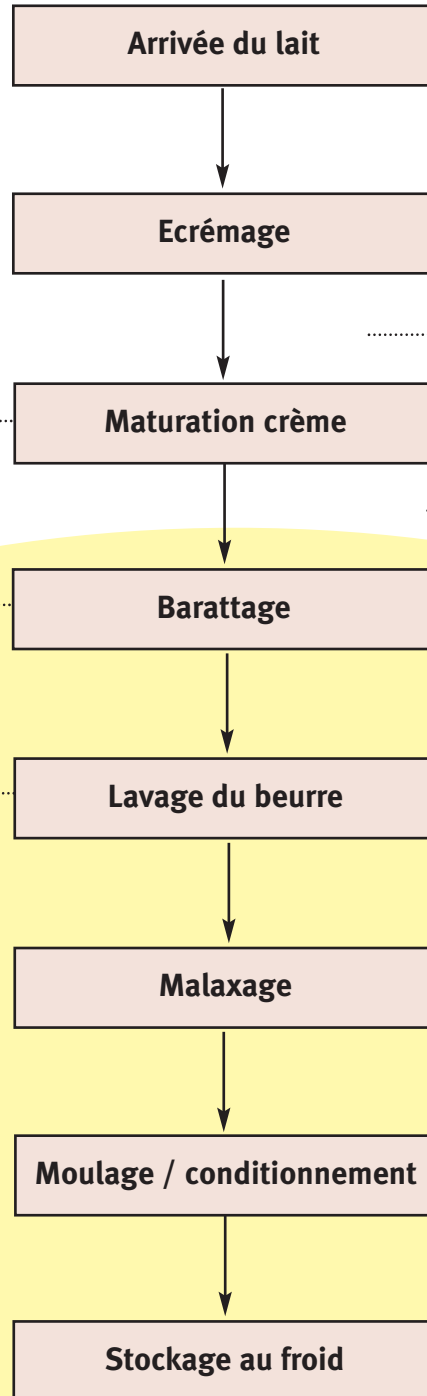 Arrivée du lait
Ecrémage
Maturation crème
Barattage
Lavage du beurre
Malaxage
Moulage / conditionnement
Stockage au froid